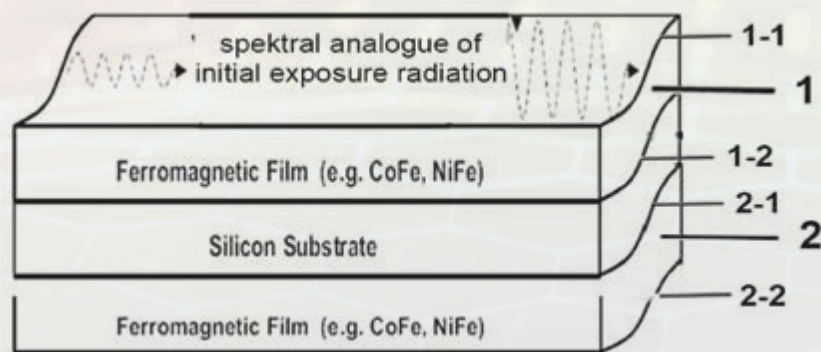 spektral analogue of
initial exposure radiation
1-1
1
Ferromagnetic Film (e.g. CoFe, NiFe)
1-2
2-1
Silicon Substrate
2
2-2
Ferromagnetic Film (e.g. CoFe, NiFe)